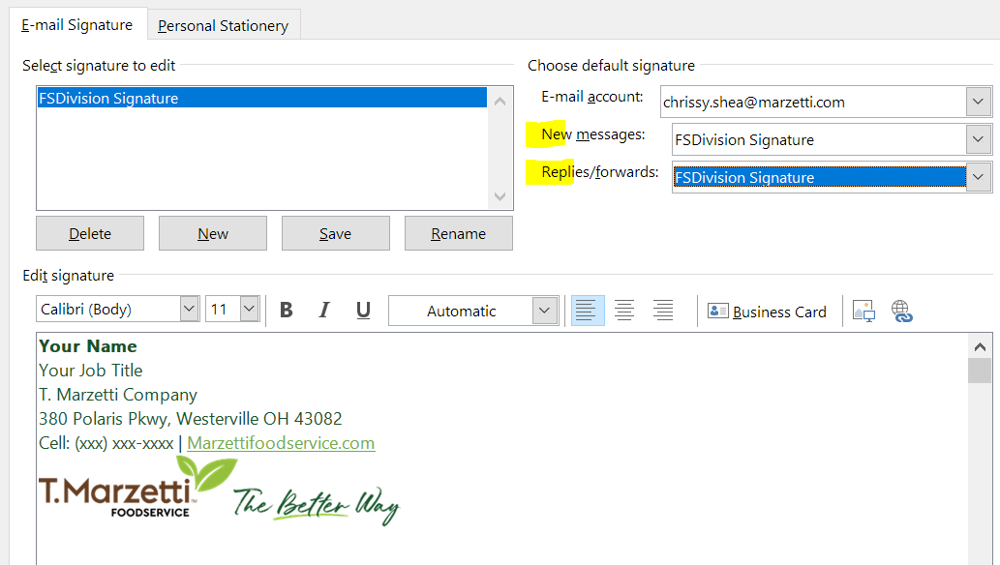 E-mail Signature
Personal Stationery
Select signature to edit
FSDivision Signature
Delete
New
Save
Rename
Choose default signature
E-mail account:
chrissy.shea@marzetti.com
New messages:
FSDivision Signature
Replies/forwards:
FSDivision Signature
Edit signature
Calibri (Body)
11
B
I
U
Automatic
Business Card
Your Name
Your Job Title
T. Marzetti Company
380 Polaris Pkwy, Westerville OH 43082
Cell: (xxx) xxx-xxxx | Marzettifoodservice.com
T.Marzetti™
FOODSERVICE
The Better Way